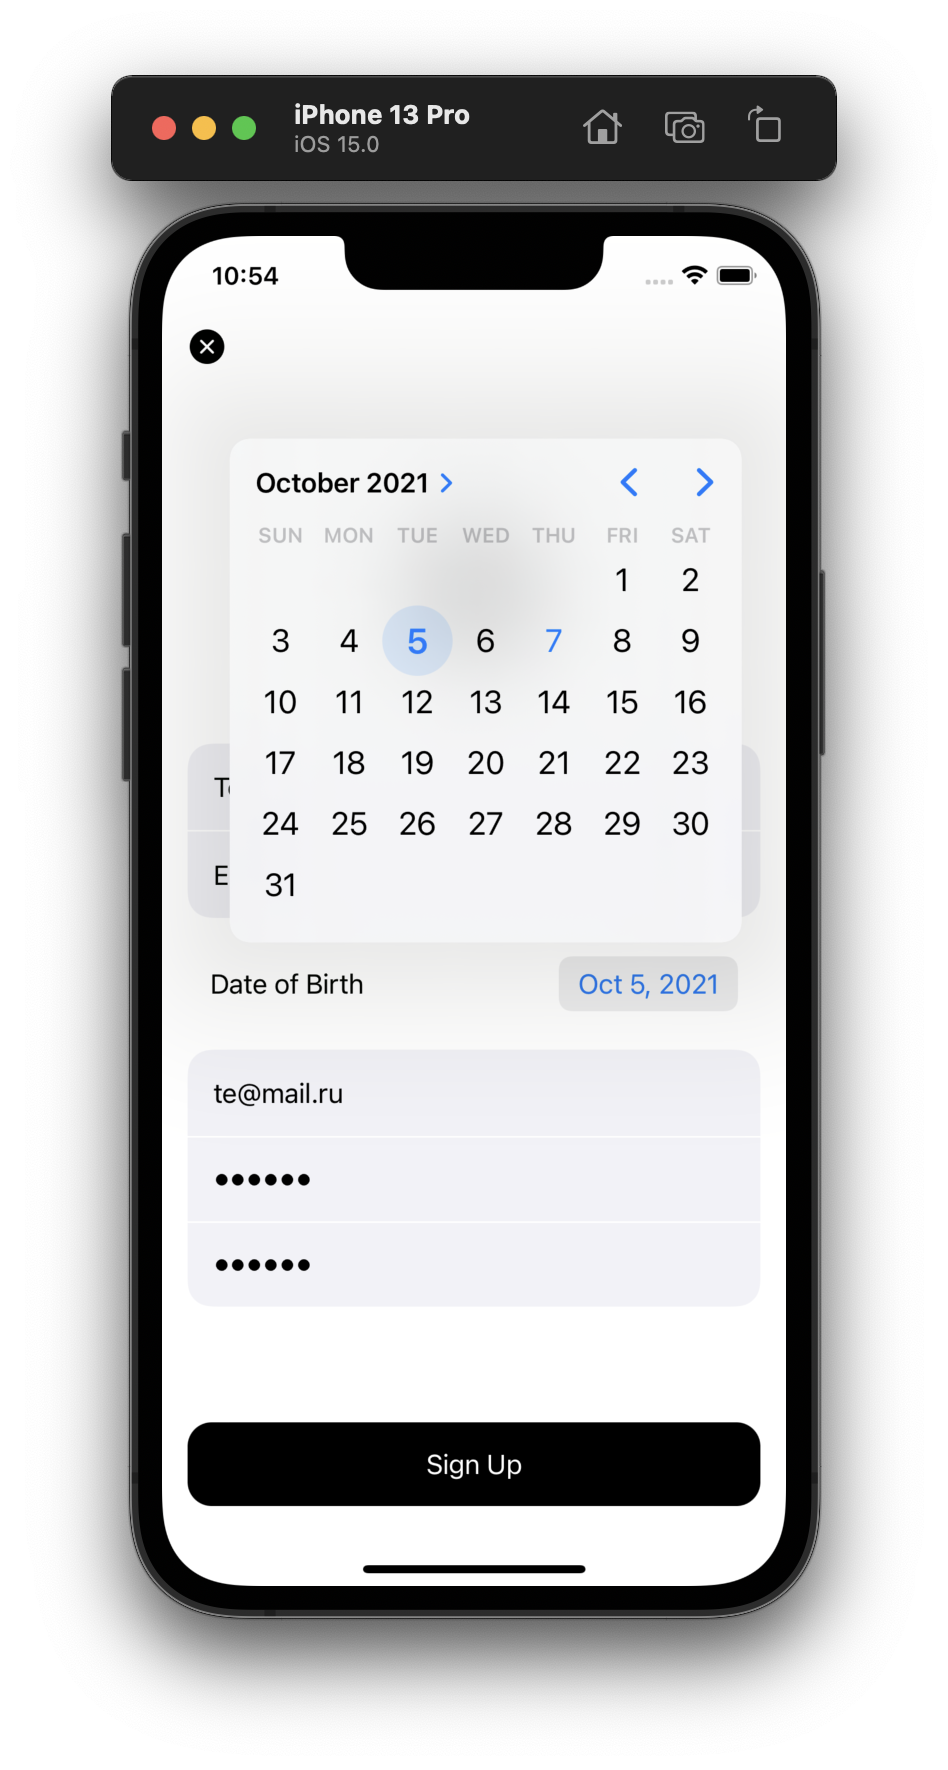 iPhone 13 Pro
iOS 15.0
10:54
October 2021
SUN MON TUE WED THU FRI SAT
1 2
3 4 5 6 7 8 9
10 11 12 13 14 15 16
17 18 19 20 21 22 23
24 25 26 27 28 29 30
31
Date of Birth Oct 5, 2021
te@mail.ru
••••••
••••••
Sign Up